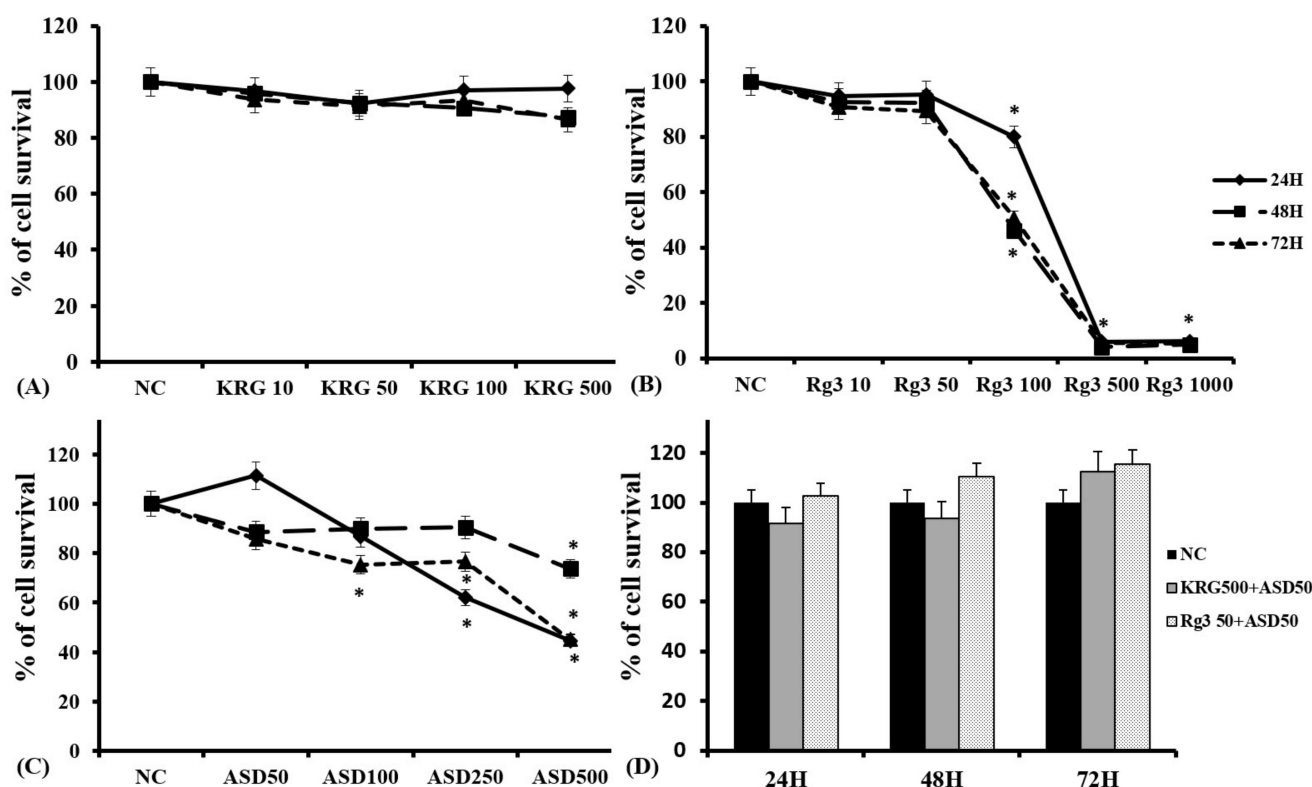 % of cell survival
120
100
80
60
40
20
0
(A)
NC KRG 10 KRG 50 KRG 100 KRG 500
% of cell survival
120
100
80
60
40
20
0
*
*
*
*
*
(B)
NC Rg3 10 Rg3 50 Rg3 100 Rg3 500 Rg3 1000
24H
48H
72H
% of cell survival
120
100
80
60
40
20
0
*
*
*
*
*
*
(C)
NC ASD50 ASD100 ASD250 ASD500
% of cell survival
120
100
80
60
40
20
0
(D)
24H 48H 72H
NC
KRG500+ASD50
Rg3 50+ASD50